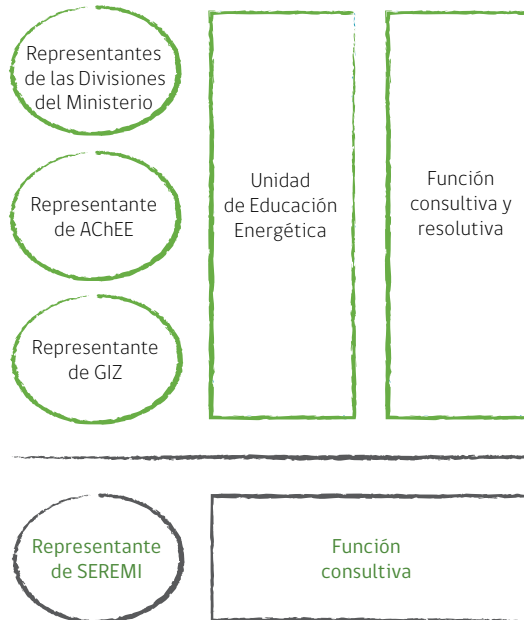 Representantes
de las Divisiones
del Ministerio
Representante
de AChEE
Representante
de GIZ
Unidad
de Educación
Energética
Función
consultiva y
resolutiva
Representante
de SEREMI
Función
consultiva